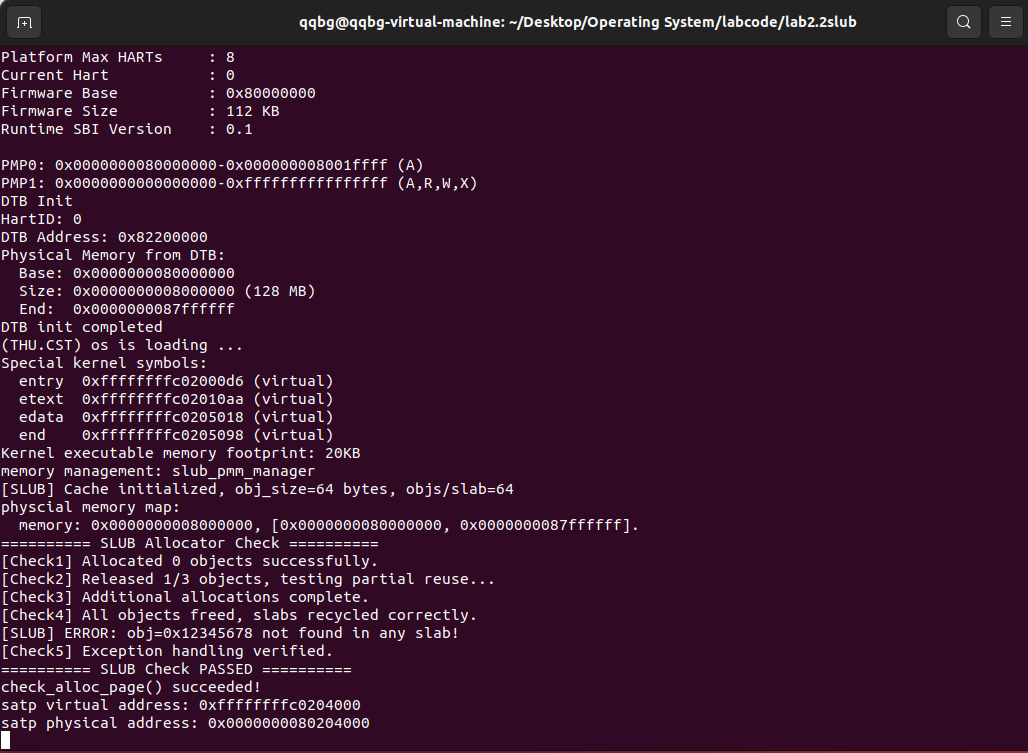 qqbg@qqbg-virtual-machine: ~/Desktop/Operating System/labcode/lab2.2slub
Platform Max HARTs     : 8
Current Hart           : 0
Firmware Base          : 0x80000000
Firmware Size          : 112 KB
Runtime SBI Version    : 0.1

PMP0: 0x0000000080000000-0x000000008001ffff (A)
PMP1: 0x0000000000000000-0xffffffffffffffff (A,R,W,X)
DTB Init
HartID: 0
DTB Address: 0x82200000
Physical Memory from DTB:
  Base: 0x0000000080000000
  Size: 0x0000000008000000 (128 MB)
  End:  0x0000000087ffffff
DTB init completed
(THU.CST) os is loading ...
Special kernel symbols:
  entry  0xffffffffc02000d6 (virtual)
  etext  0xffffffffc02010aa (virtual)
  edata  0xffffffffc0205018 (virtual)
  end    0xffffffffc0205098 (virtual)
Kernel executable memory footprint: 20KB
memory management: slub_pmm_manager
[SLUB] Cache initialized, obj_size=64 bytes, objs/slab=64
physcial memory map:
  memory: 0x0000000008000000, [0x0000000080000000, 0x0000000087ffffff].
========== SLUB Allocator Check ==========
[Check1] Allocated 0 objects successfully.
[Check2] Released 1/3 objects, testing partial reuse...
[Check3] Additional allocations complete.
[Check4] All objects freed, slabs recycled correctly.
[SLUB] ERROR: obj=0x12345678 not found in any slab!
[Check5] Exception handling verified.
========== SLUB Check PASSED ==========
check_alloc_page() succeeded!
satp virtual address: 0xffffffffc0204000
satp physical address: 0x0000000080204000